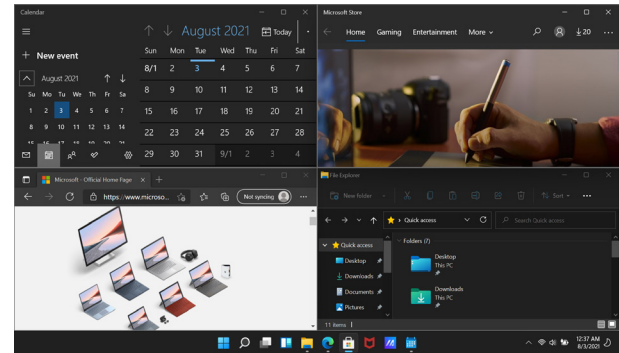 Calendar
August 2021
Today
New event
August 2021
Su Mo Tu We Th Fr Sa
1 2 3 4 5 6 7
8 9 10 11 12 13 14
Sun Mon Tue Wed Thu Fri Sat
8/1 2 3 4 5 6 7
8 9 10 11 12 13 14
15 16 17 18 19 20 21
22 23 24 25 26 27 28
29 30 31 9/1 2 3 4
Microsoft Store
Home Gaming Entertainment More 20
Microsoft - Official Home Page
https://www.microso...
Not syncing
File Explorer
New folder
Sort
Quick access
Search Quick access
Quick access
Desktop
Downloads
Documents
Pictures
Folders (7)
Desktop
This PC
Downloads
This PC
11 items
12:37 AM
8/3/2021